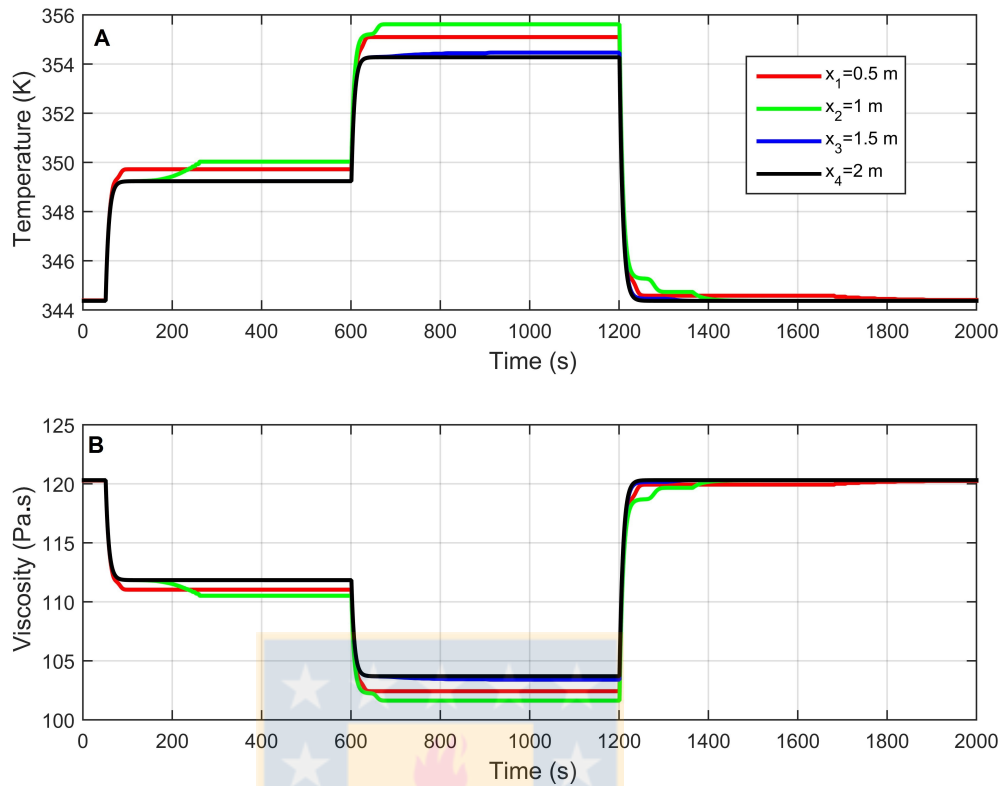 A
Temperature (K)
356
354
352
350
348
346
344
0 200 400 600 800 1000 1200 1400 1600 1800 2000
Time (s)
x1=0.5 m
x2=1 m
x3=1.5 m
x4=2 m
B
Viscosity (Pa.s)
125
120
115
110
105
100
0 200 400 600 800 1000 1200 1400 1600 1800 2000
Time (s)